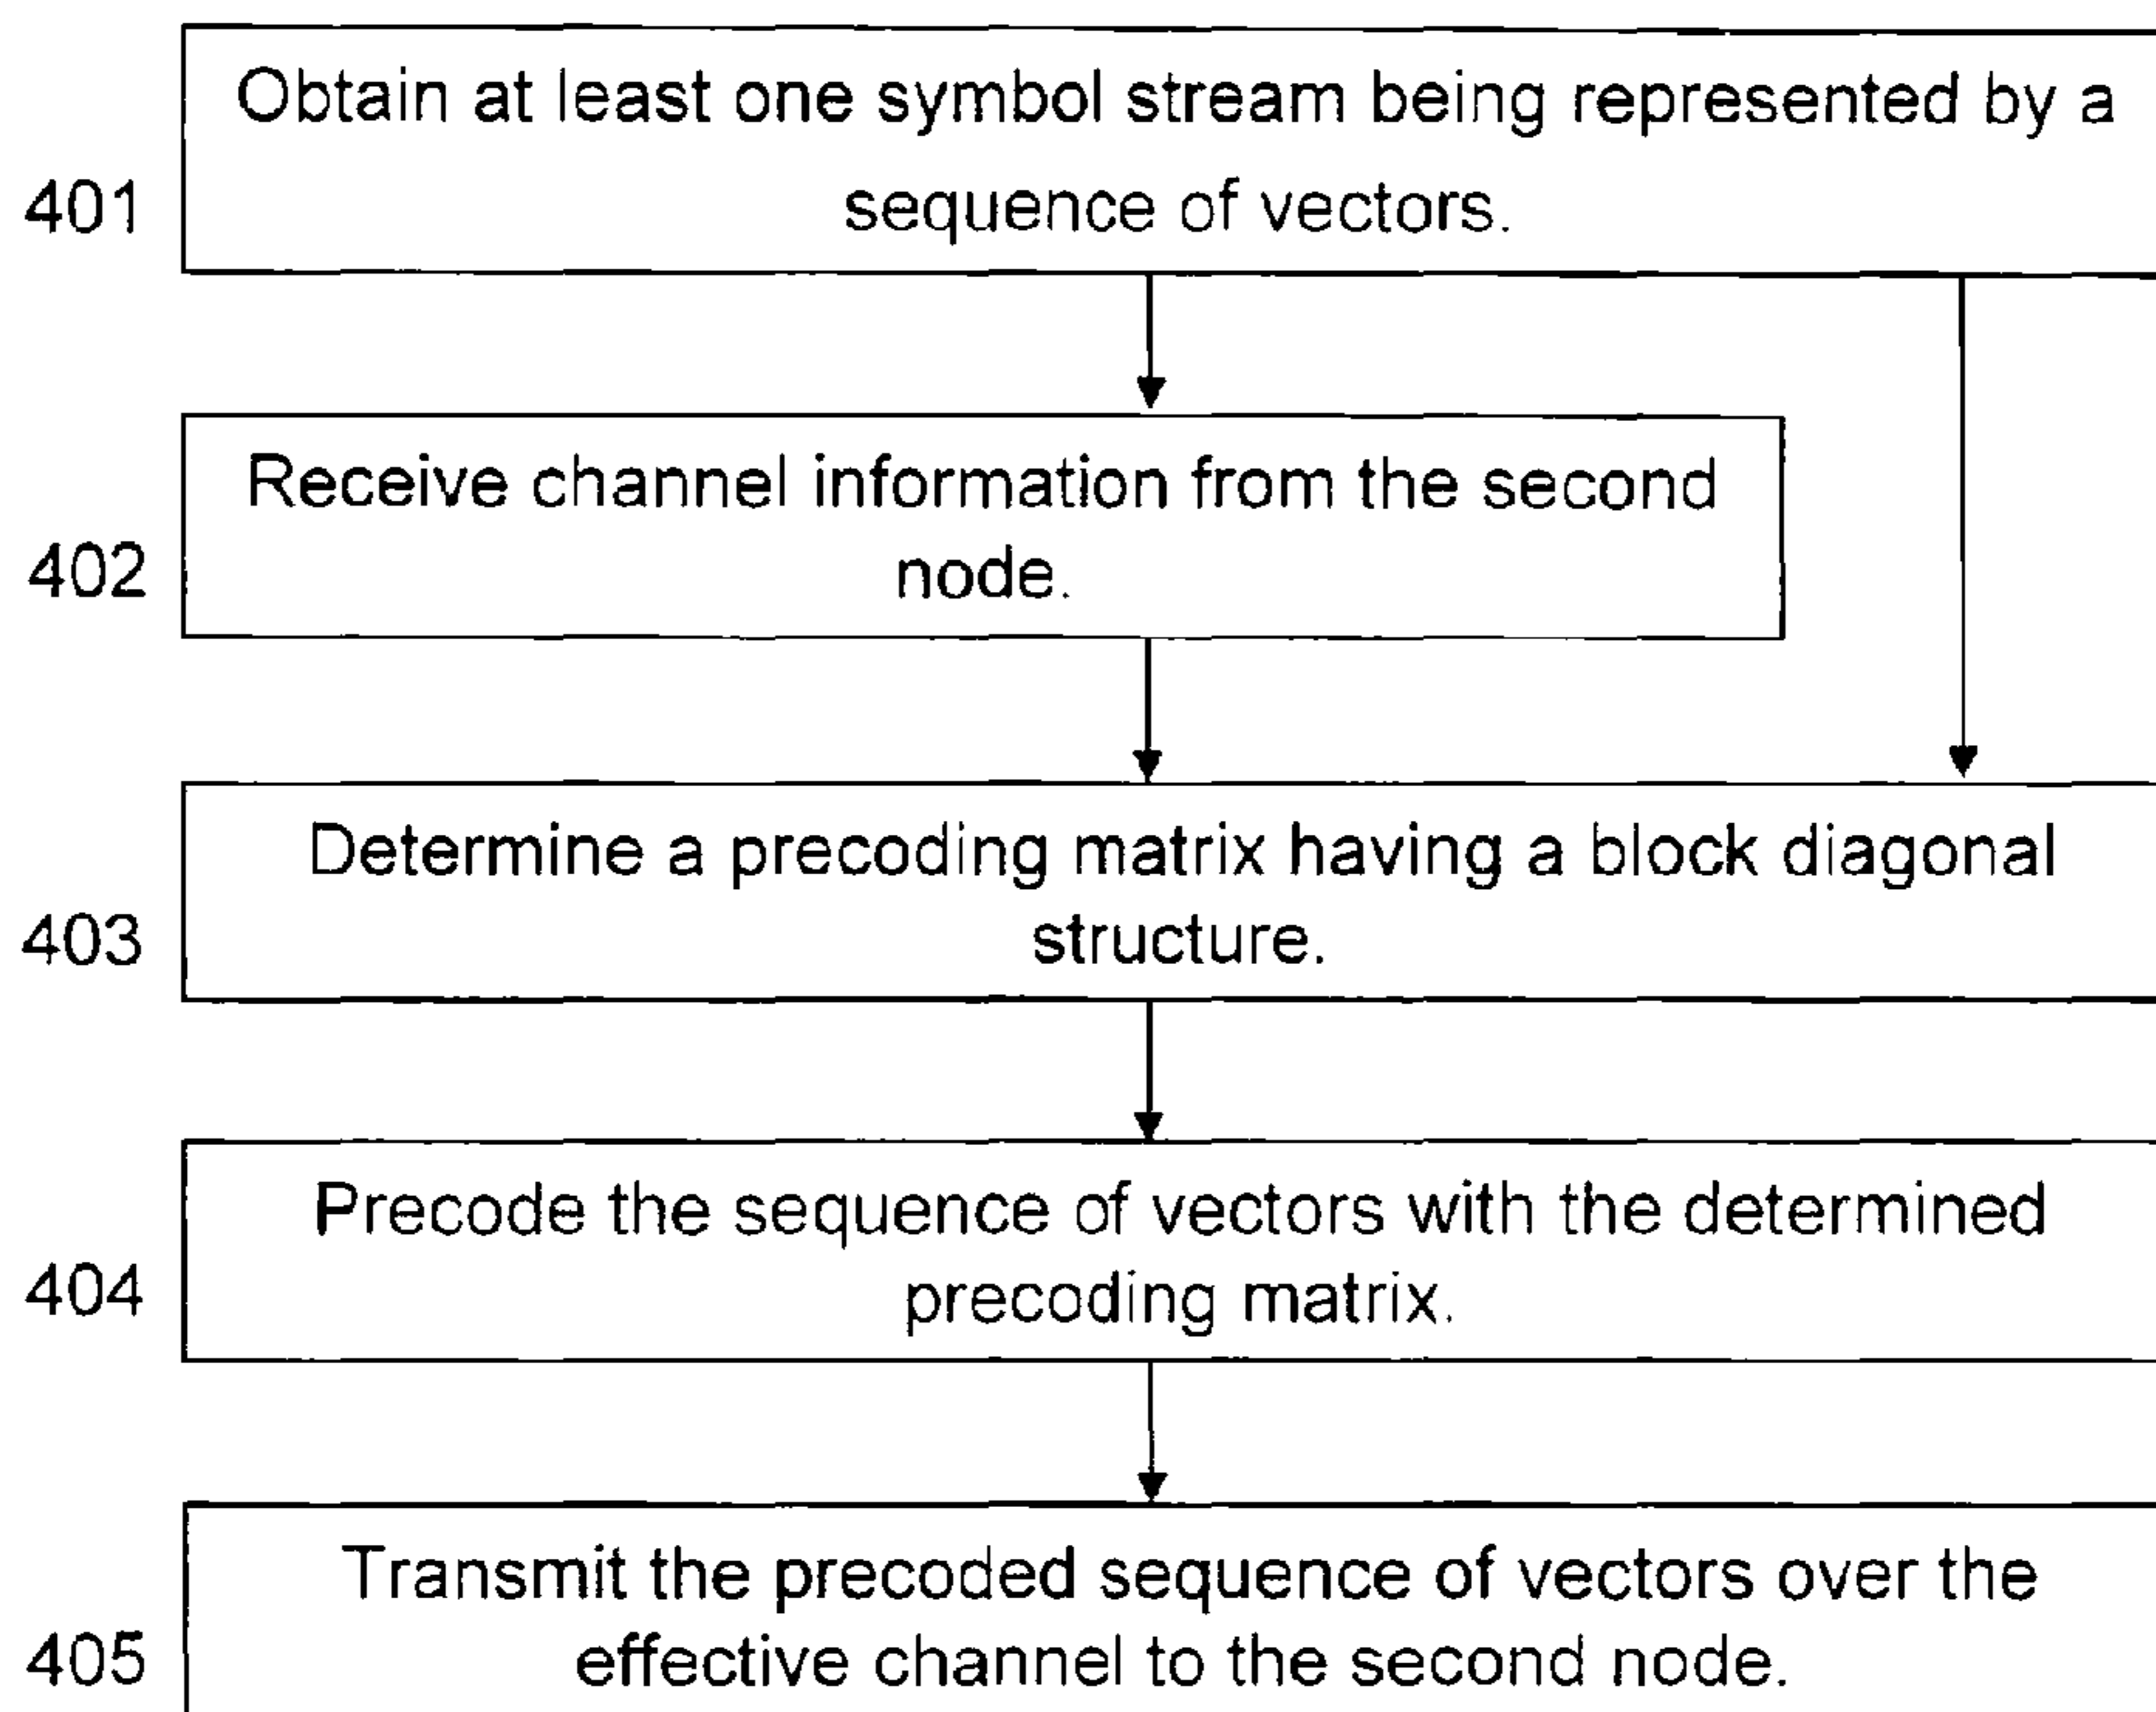 Obtain at least one symbol stream being represented by a
401
sequence of vectors.
Receive channel information from the second
402
node.
Determine a precoding matrix having a block diagonal
403
structure.
Precode the sequence of vectors with the determined
404
precoding matrix.
Transmit the precoded sequence of vectors over the
405
effective channel to the second node.